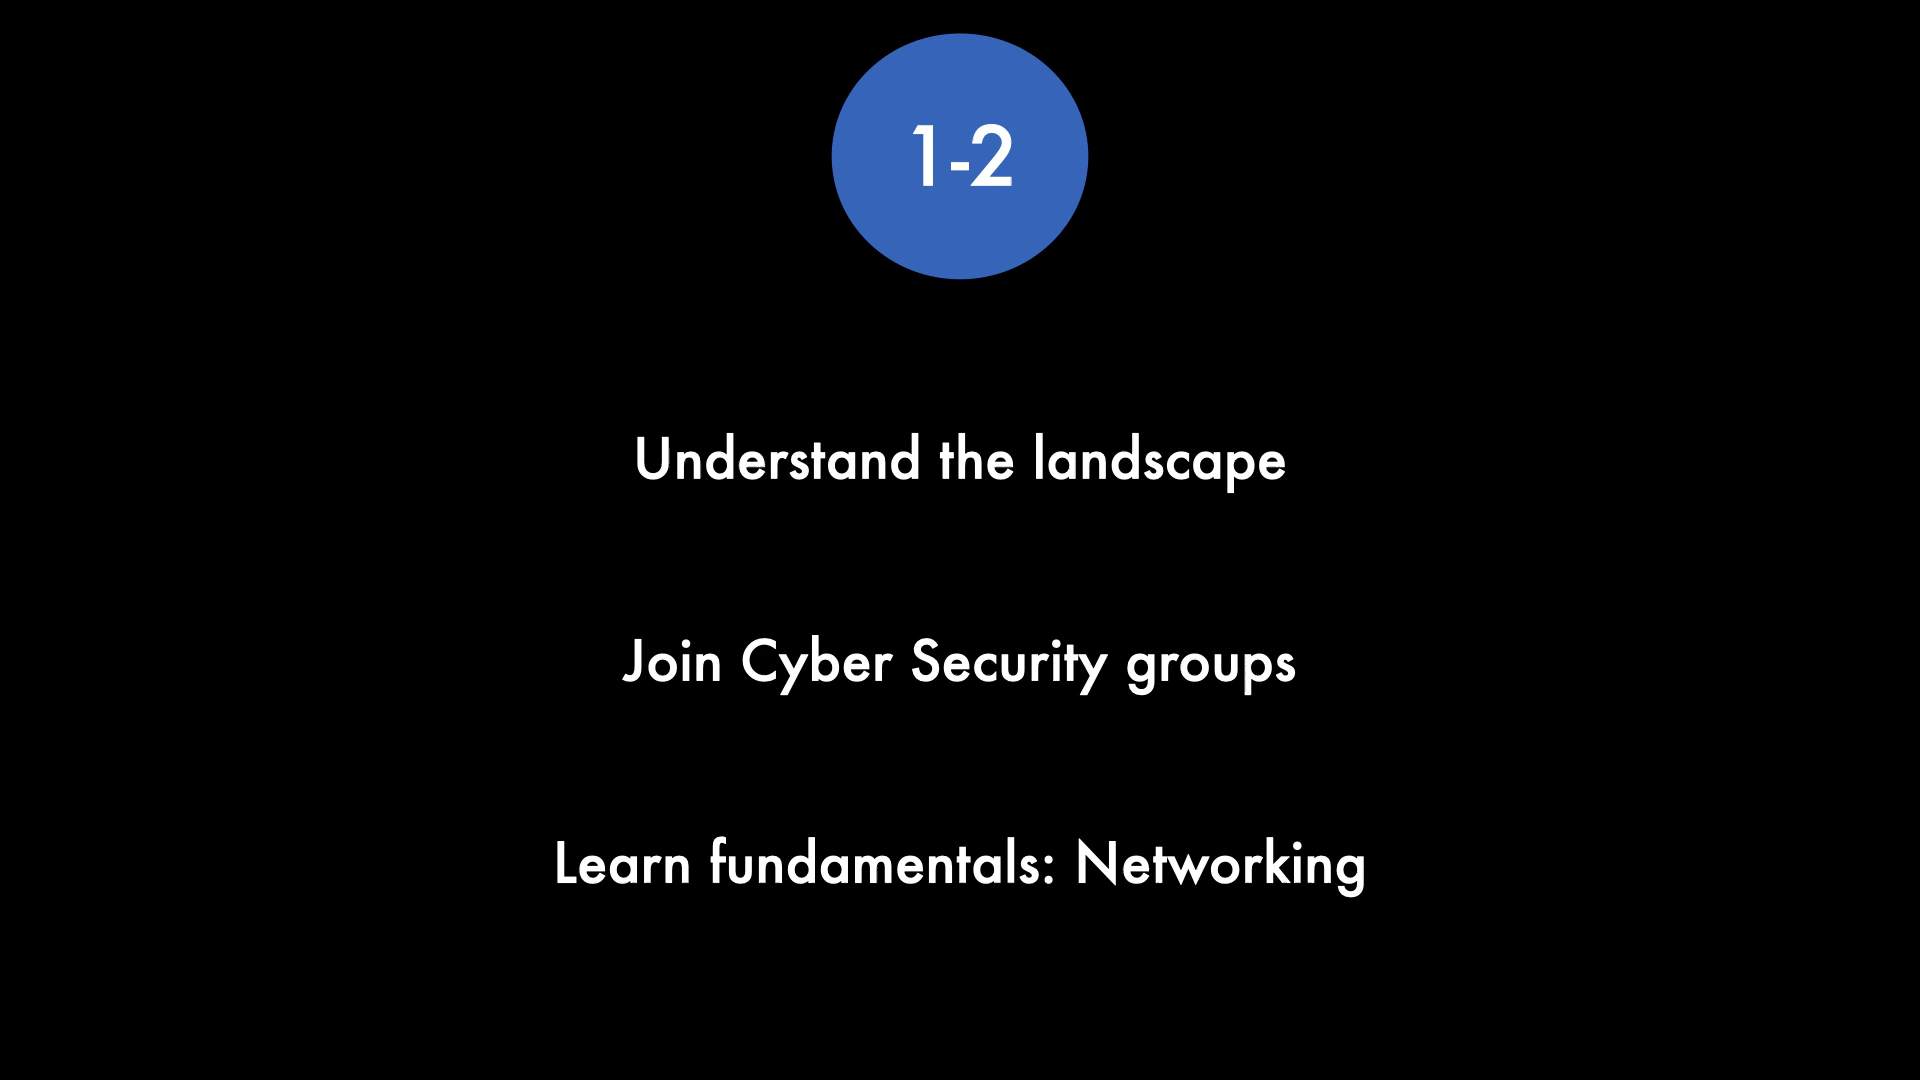 1-2
Understand the landscape
Join Cyber Security groups
Learn fundamentals: Networking